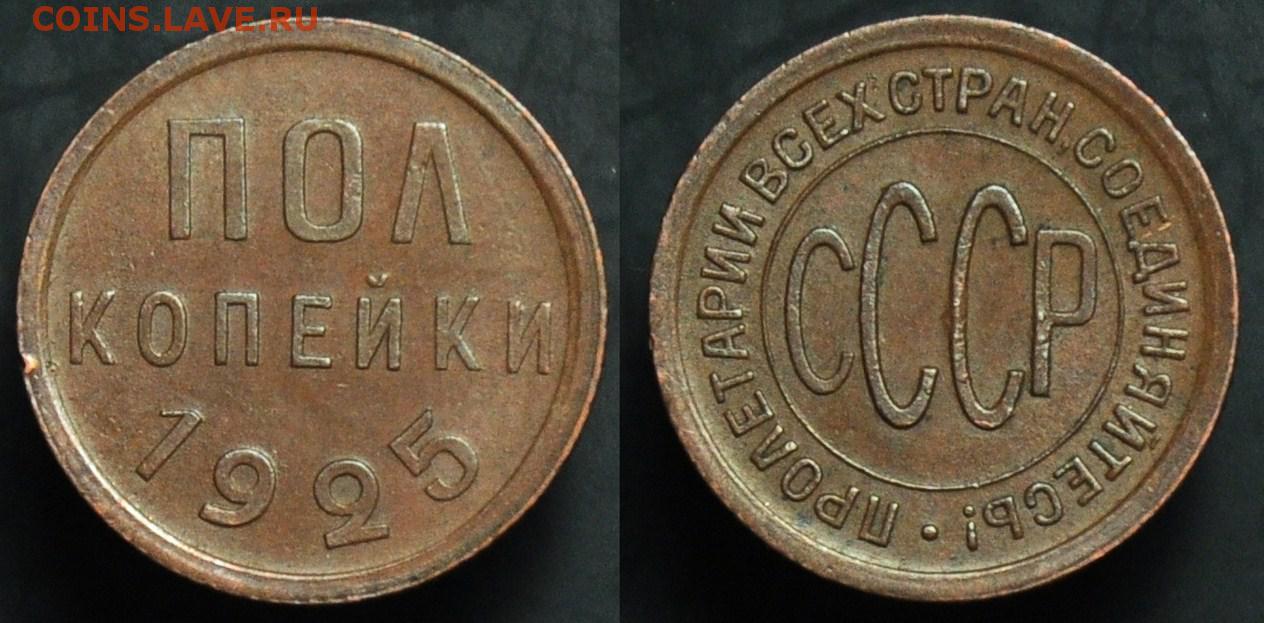 COINS.LAVE.RU
ПОЛ
КОПЕЙКИ
1925
ПРОЛЕТАРИИ ВСЕХ СТРАН, СОЕДИНЯЙТЕСЬ!
СССР